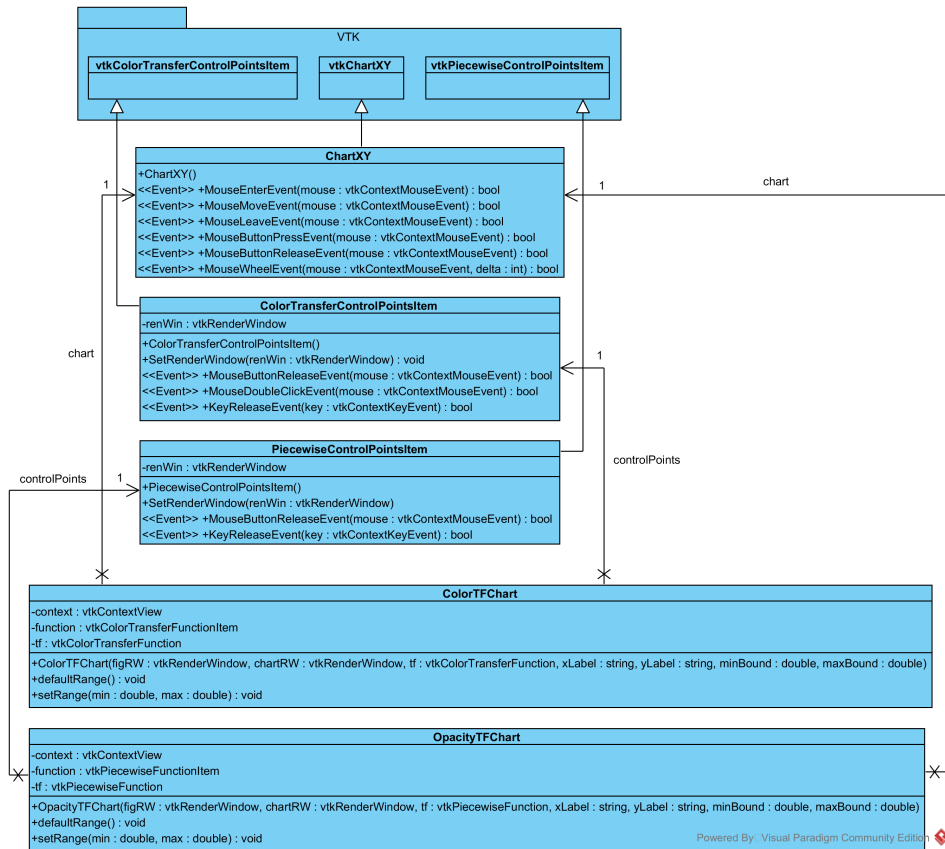 VTK
vtkColorTransferControlPointsItem
vtkChartXY
vtkPiecewiseControlPointsItem
ChartXY
+ChartXY()
<<Event>> +MouseEnterEvent(mouse : vtkContextMouseEvent) : bool
<<Event>> +MouseMoveEvent(mouse : vtkContextMouseEvent) : bool
<<Event>> +MouseLeaveEvent(mouse : vtkContextMouseEvent) : bool
<<Event>> +MouseButtonPressEvent(mouse : vtkContextMouseEvent) : bool
<<Event>> +MouseButtonReleaseEvent(mouse : vtkContextMouseEvent) : bool
<<Event>> +MouseWheelEvent(mouse : vtkContextMouseEvent, delta : int) : bool
1
1
chart
ColorTransferControlPointsItem
-renWin : vtkRenderWindow
+ColorTransferControlPointsItem()
+SetRenderWindow(renWin : vtkRenderWindow) : void
<<Event>> +MouseButtonReleaseEvent(mouse : vtkContextMouseEvent) : bool
<<Event>> +MouseDoubleClickEvent(mouse : vtkContextMouseEvent) : bool
<<Event>> +KeyReleaseEvent(key : vtkContextKeyEvent) : bool
chart
1
PiecewiseControlPointsItem
-renWin : vtkRenderWindow
+PiecewiseControlPointsItem()
+SetRenderWindow(renWin : vtkRenderWindow)
<<Event>> +MouseButtonReleaseEvent(mouse : vtkContextMouseEvent) : bool
<<Event>> +KeyReleaseEvent(key : vtkContextKeyEvent) : bool
controlPoints
1
controlPoints
ColorTFChart
-context : vtkContextView
-function : vtkColorTransferFunctionItem
-tf : vtkColorTransferFunction
+ColorTFChart(figRW : vtkRenderWindow, chartRW : vtkRenderWindow, tf : vtkColorTransferFunction, xLabel : string, yLabel : string, minBound : double, maxBound : double)
+defaultRange() : void
+setRange(min : double, max : double) : void
OpacityTFChart
-context : vtkContextView
-function : vtkPiecewiseFunctionItem
-tf : vtkPiecewiseFunction
+OpacityTFChart(figRW : vtkRenderWindow, chartRW : vtkRenderWindow, tf : vtkPiecewiseFunction, xLabel : string, yLabel : string, minBound : double, maxBound : double)
+defaultRange() : void
+setRange(min : double, max : double) : void
Powered By Visual Paradigm Community Edition